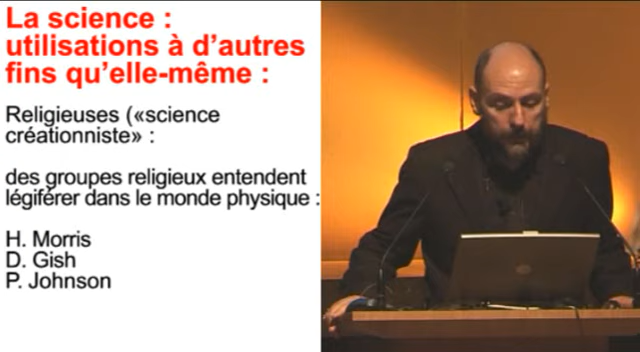 La science :
utilisations à d’autres
fins qu’elle-même :
Religieuses («science
créationniste» :
des groupes religieux entendent
légiférer dans le monde physique :
H. Morris
D. Gish
P. Johnson